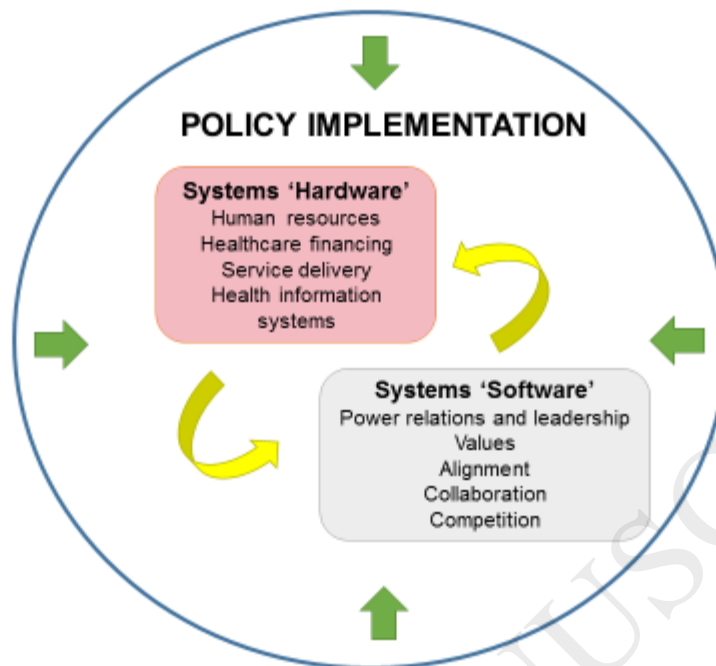 POLICY IMPLEMENTATION
Systems ‘Hardware’
Human resources
Healthcare financing
Service delivery
Health information
systems
Systems ‘Software’
Power relations and leadership
Values
Alignment
Collaboration
Competition